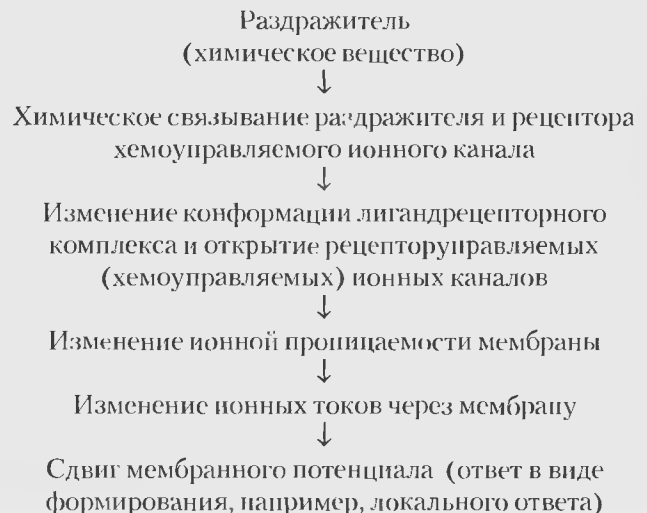 Раздражитель
(химическое вещество)
↓
Химическое связывание раздражителя и рецептора
хемоуправляемого ионного канала
↓
Изменение конформации лигандрецепторного
комплекса и открытие рецепторуправляемых
(хемоуправляемых) ионных каналов
↓
Изменение ионной проницаемости мембраны
↓
Изменение ионных токов через мембрану
↓
Сдвиг мембранного потенциала (ответ в виде
формирования, например, локального ответа)